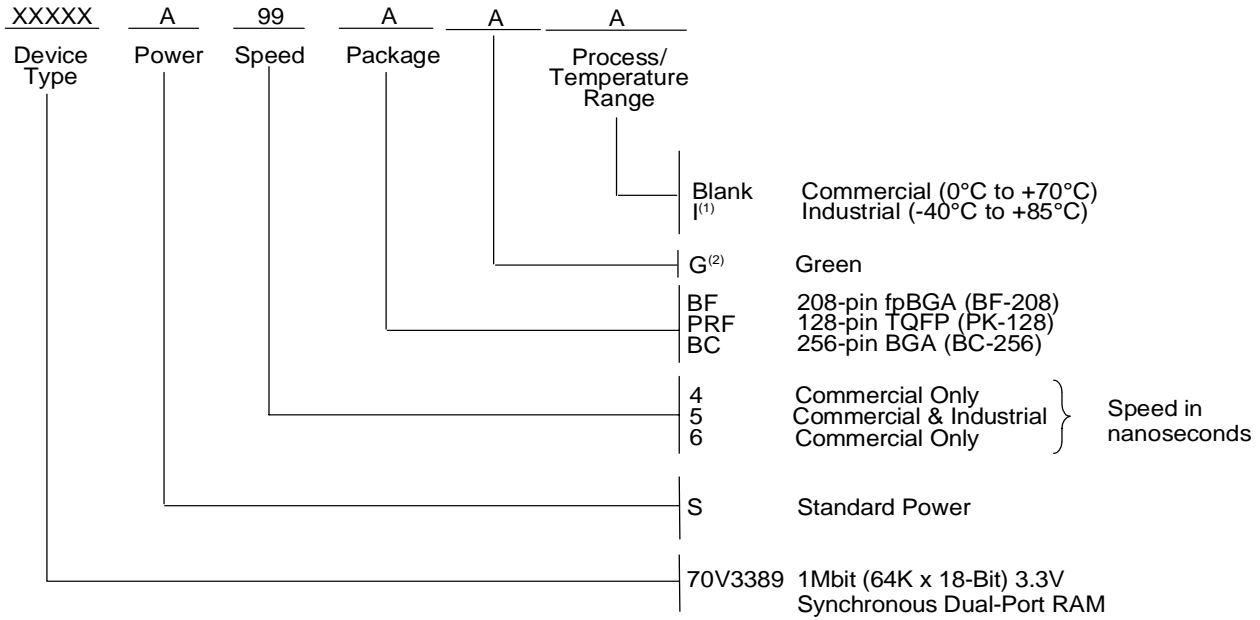 XXXXX A 99 A A A
Device Type Power Speed Package Process/ Temperature Range
Blank Commercial (0°C to +70°C)
I(1) Industrial (-40°C to +85°C)
G(2) Green
BF 208-pin fpBGA (BF-208)
PRF 128-pin TQFP (PK-128)
BC 256-pin BGA (BC-256)
4 Commercial Only
5 Commercial & Industrial
6 Commercial Only
Speed in
nanoseconds
S Standard Power
70V3389 1Mbit (64K x 18-Bit) 3.3V
Synchronous Dual-Port RAM